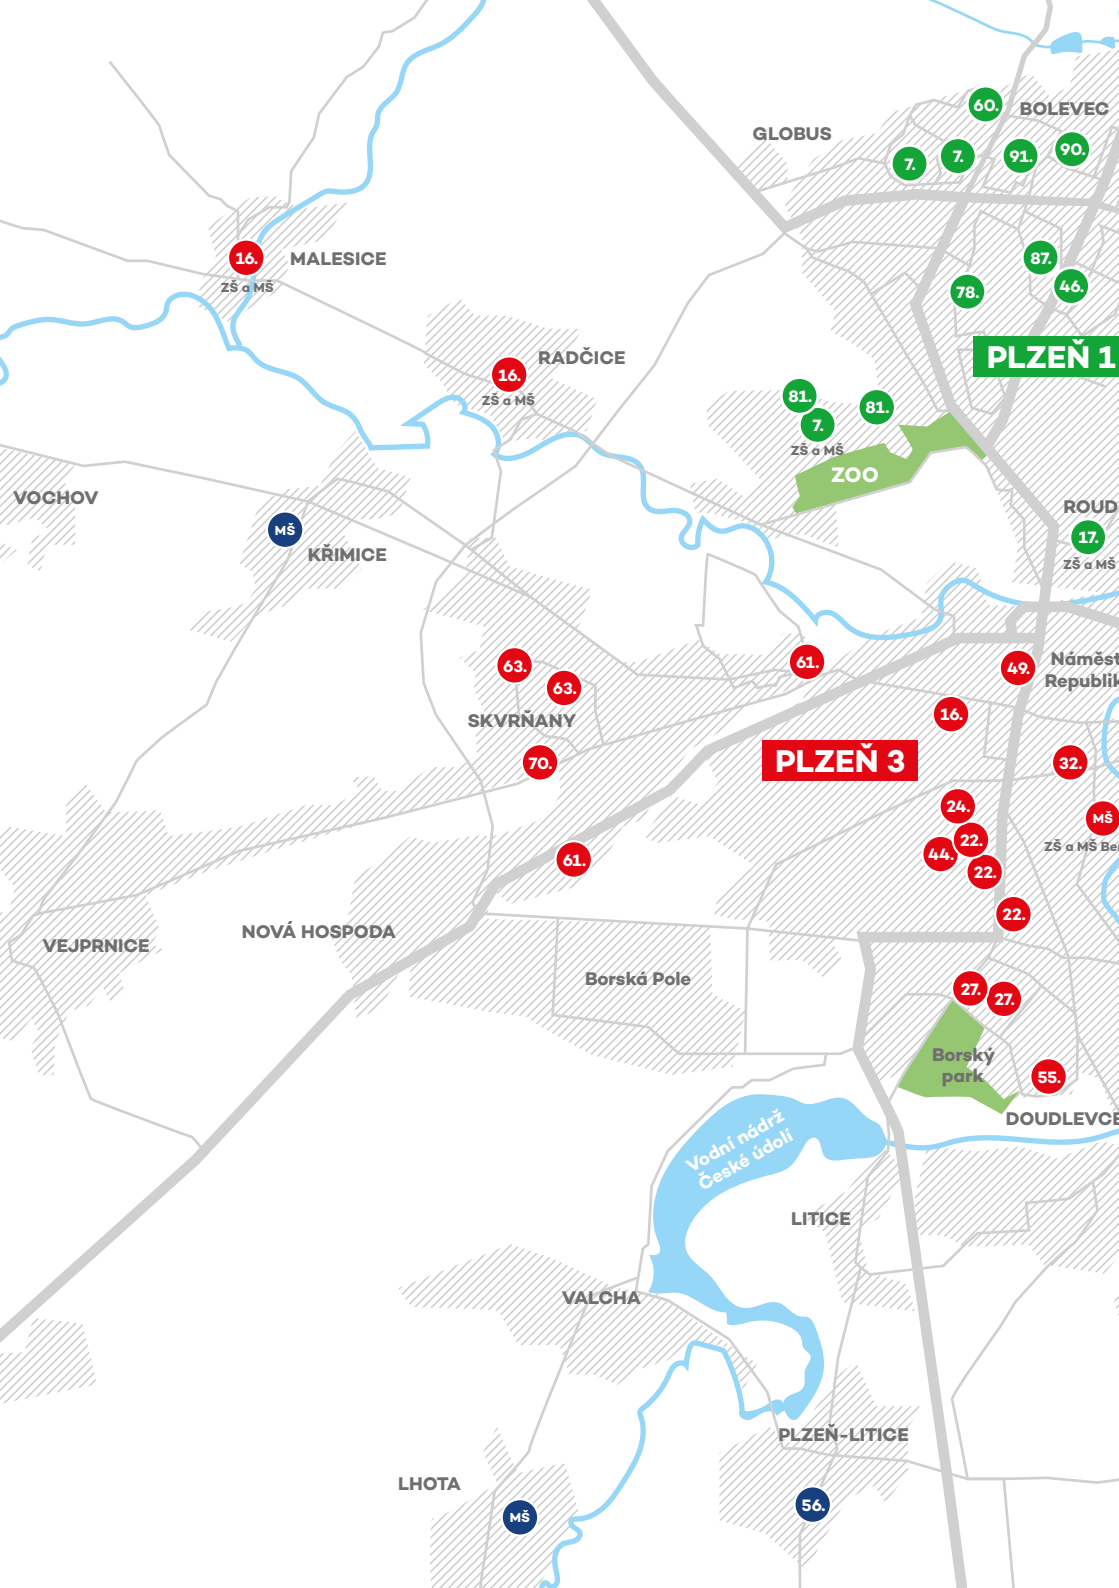 60.
BOLEVEC
GLOBUS
7.
7.
91.
90.
16.
MALESICE
ZŠ a MŠ
87.
46.
78.
PLZEŇ 1
RADČICE
16.
ZŠ a MŠ
81.
81.
7.
ZŠ a MŠ
ZOO
VOCHOV
MŠ
KŘIMICE
ROUD
17.
ZŠ a MŠ
63.
63.
SKVRŇANY
70.
61.
49.
Náměst
Republik
16.
PLZEŇ 3
32.
24.
MŠ
ZŠ a MŠ Ber
22.
44.
22.
61.
22.
NOVÁ HOSPODA
VEJPRNICE
Borská Pole
27.
27.
Borský
park
55.
DOUDLEVCE
Vodní nádrž
České údolí
LITICE
VALCHA
PLZEŇ-LITICE
LHOTA
MŠ
56.